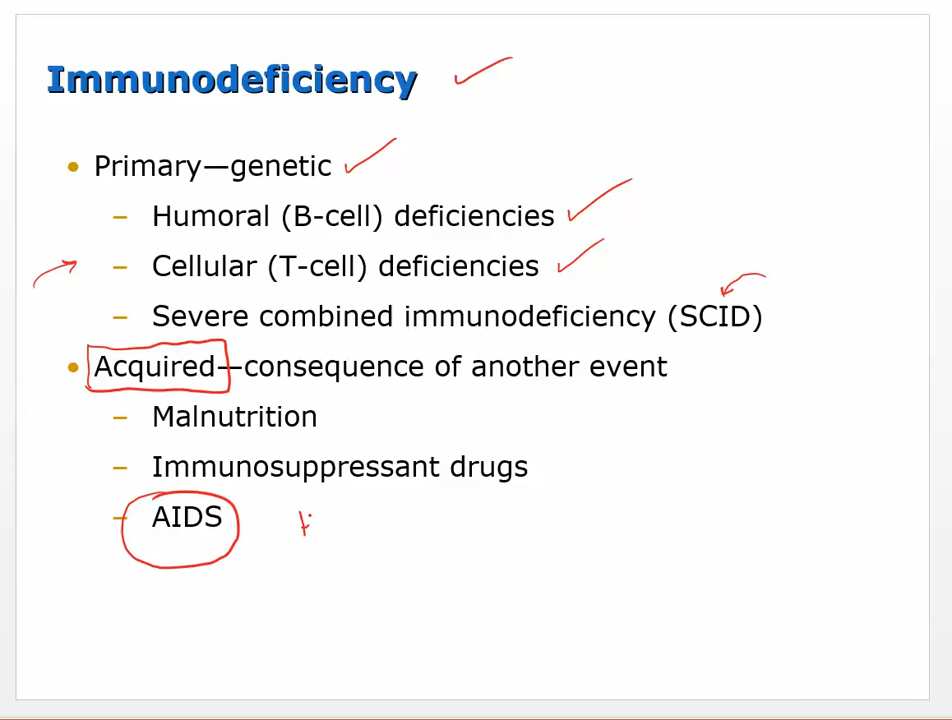 Immunodeficiency
• Primary—genetic
– Humoral (B-cell) deficiencies
– Cellular (T-cell) deficiencies
– Severe combined immunodeficiency (SCID)
• Acquired—consequence of another event
– Malnutrition
– Immunosuppressant drugs
– AIDS